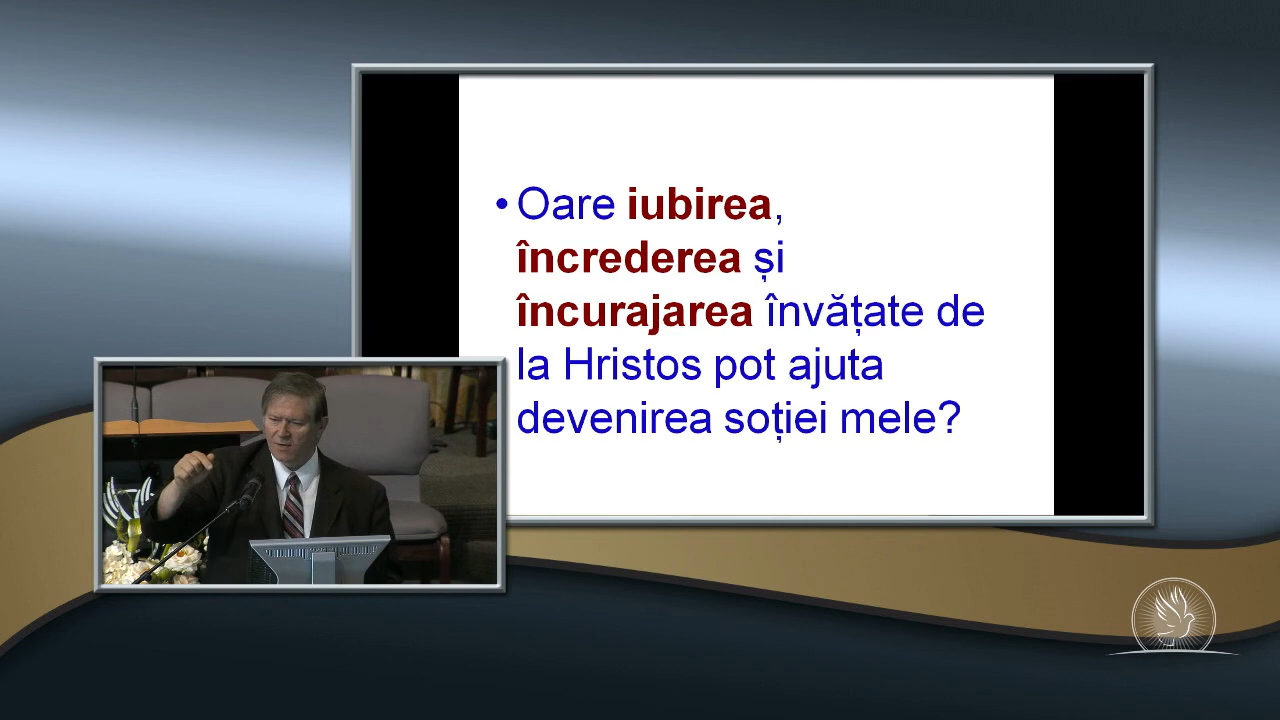 • Oare iubirea,
încrederea și
încurajarea învățate de
la Hristos pot ajuta
devenirea soției mele?